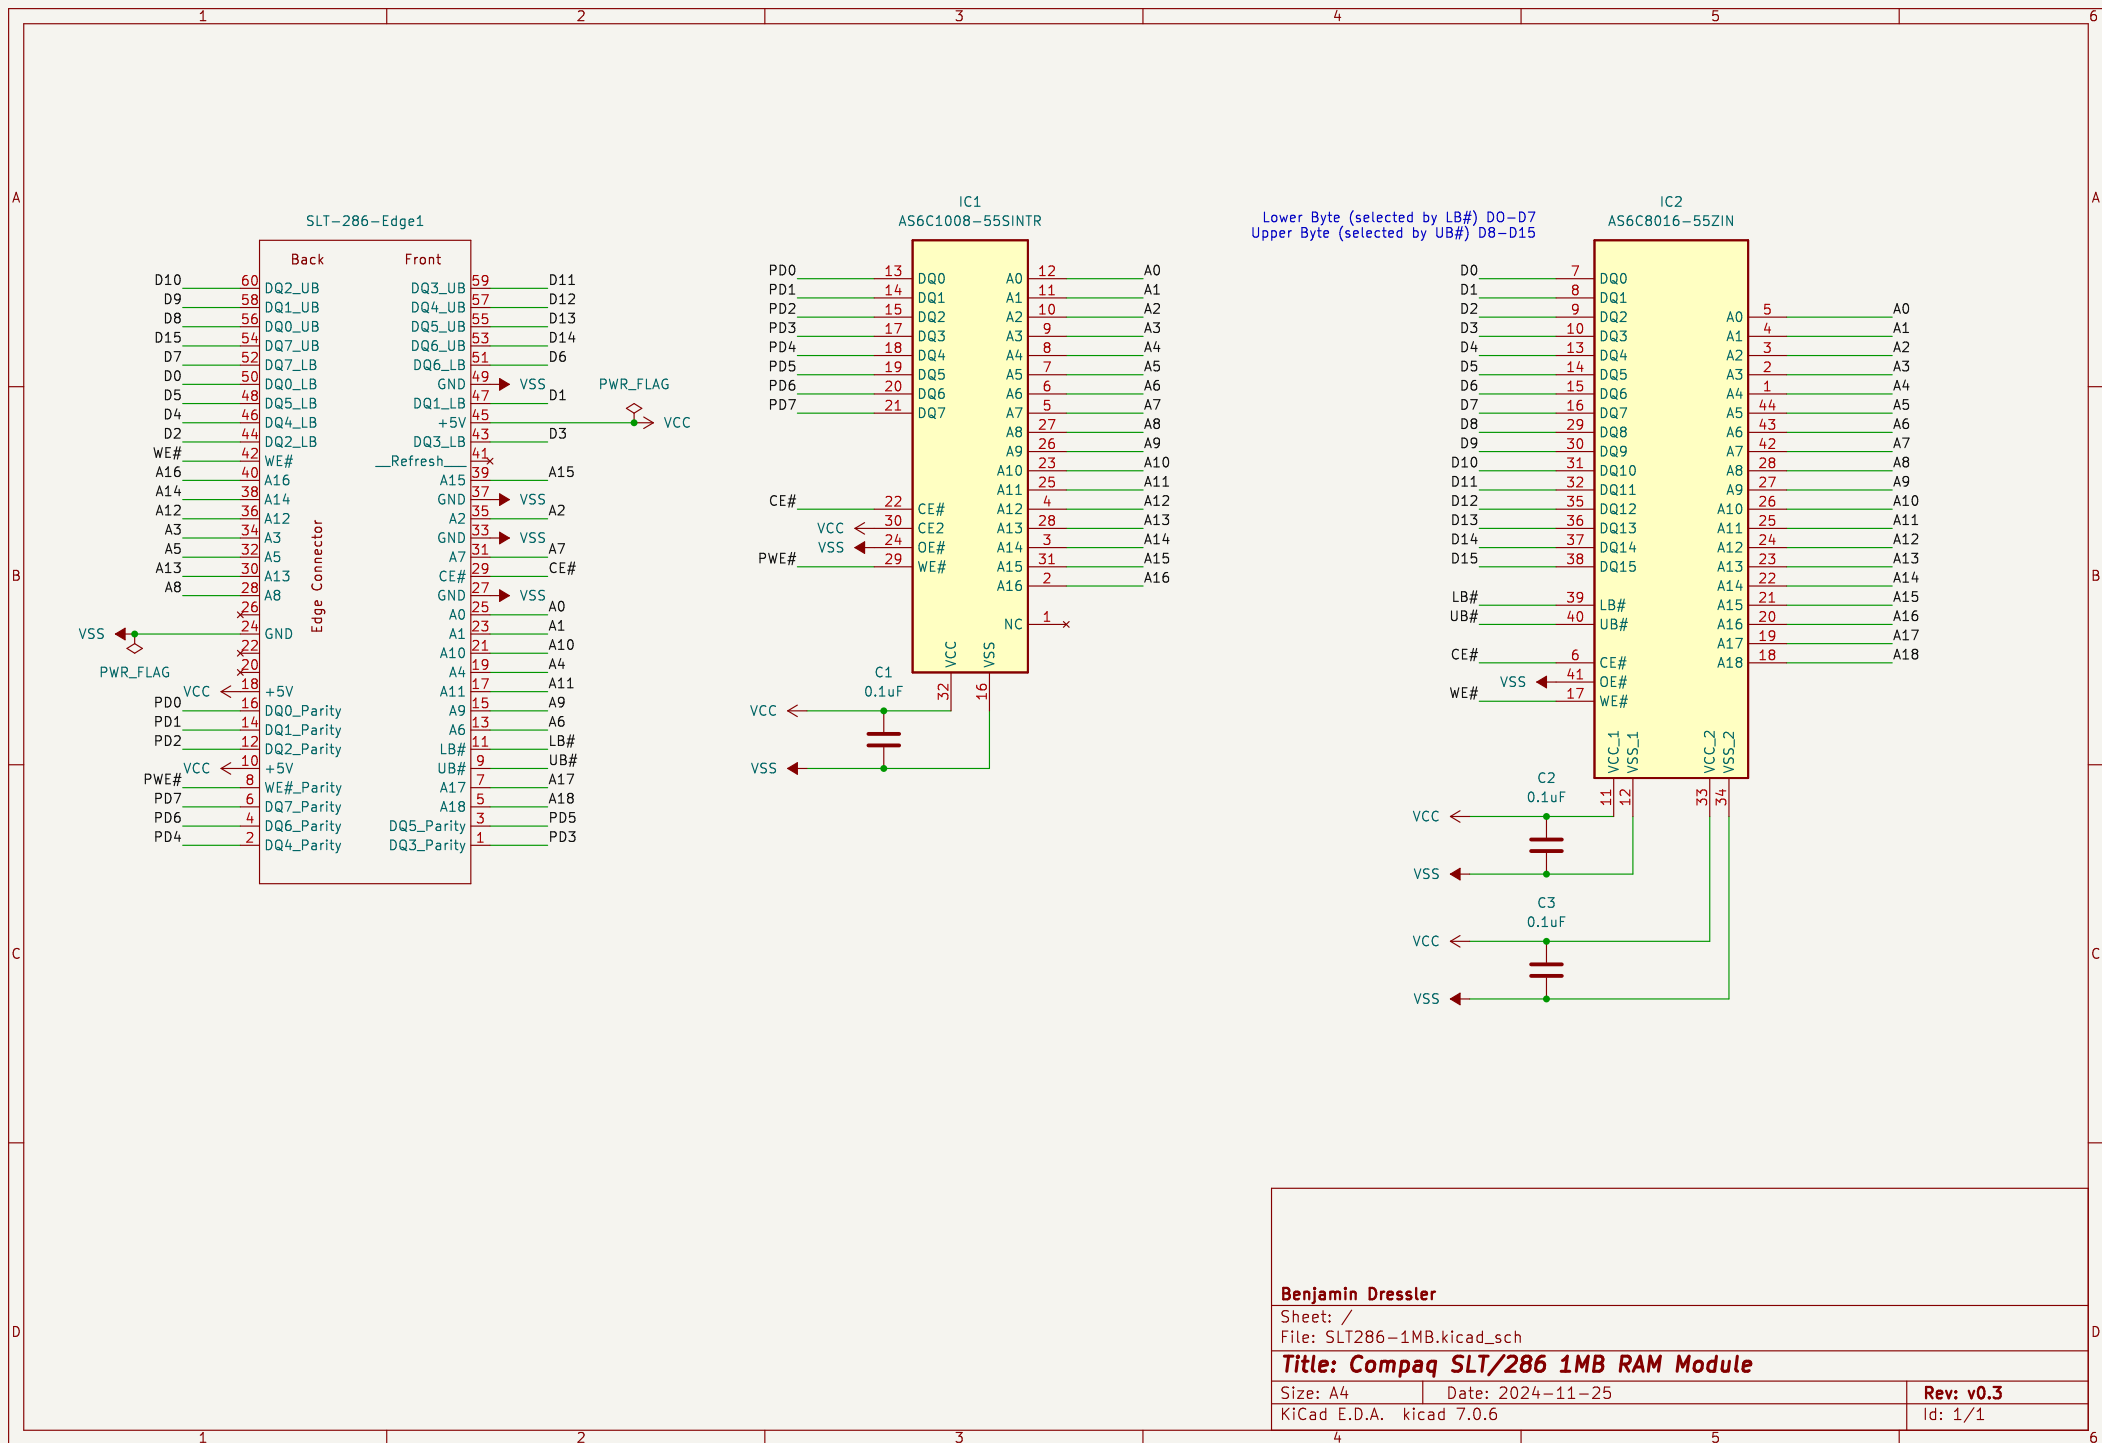 1 2 3 4 5 6
A
B
C
D
SLT-286-Edge1
Back Front
D10 60 DQ2_UB DQ3_UB 59 D11
D9 58 DQ1_UB DQ4_UB 57 D12
D8 56 DQ0_UB DQ5_UB 55 D13
D15 54 DQ7_UB DQ6_UB 53 D14
D7 52 DQ7_LB DQ6_LB 51 D6
D0 50 DQ0_LB GND 49 VSS
D5 48 DQ5_LB DQ1_LB 47 D1
D4 46 DQ4_LB +5V 45 VCC
PWR_FLAG
D2 44 DQ2_LB DQ3_LB 43 D3
WE# 42 WE# __Refresh___ 41
A16 40 A16 A15 39 A15
A14 38 A14 GND 37 VSS
A12 36 A12 A2 35 A2
A3 34 A3 GND 33 VSS
A5 32 A5 A7 31 A7
A13 30 A13 CE# 29 CE#
A8 28 A8 GND 27 VSS
26 A0 25 A0
VSS 24 GND A1 23 A1
PWR_FLAG
22 A10 21 A10
20 A4 19 A4
VCC 18 +5V A11 17 A11
PD0 16 DQ0_Parity A9 15 A9
PD1 14 DQ1_Parity A6 13 A6
PD2 12 DQ2_Parity LB# 11 LB#
VCC 10 +5V UB# 9 UB#
PWE# 8 WE#_Parity A17 7 A17
PD7 6 DQ7_Parity A18 5 A18
PD6 4 DQ6_Parity DQ5_Parity 3 PD5
PD4 2 DQ4_Parity DQ3_Parity 1 PD3
Edge Connector
IC1
AS6C1008-55SINTR
PD0 13 DQ0 A0 12 A0
PD1 14 DQ1 A1 11 A1
PD2 15 DQ2 A2 10 A2
PD3 17 DQ3 A3 9 A3
PD4 18 DQ4 A4 8 A4
PD5 19 DQ5 A5 7 A5
PD6 20 DQ6 A6 6 A6
PD7 21 DQ7 A7 5 A7
A8 27 A8
A9 26 A9
A10 23 A10
A11 25 A11
CE# 22 CE# A12 4 A12
VCC 30 CE2 A13 28 A13
VSS 24 OE# A14 3 A14
PWE# 29 WE# A15 31 A15
A16 2 A16
NC 1
VCC 32
VSS 16
C1
0.1uF
VCC
VSS
Lower Byte (selected by LB#) DO-D7
Upper Byte (selected by UB#) D8-D15
IC2
AS6C8016-55ZIN
D0 7 DQ0
D1 8 DQ1
D2 9 DQ2 A0 5 A0
D3 10 DQ3 A1 4 A1
D4 13 DQ4 A2 3 A2
D5 14 DQ5 A3 2 A3
D6 15 DQ6 A4 1 A4
D7 16 DQ7 A5 44 A5
D8 29 DQ8 A6 43 A6
D9 30 DQ9 A7 42 A7
D10 31 DQ10 A8 28 A8
D11 32 DQ11 A9 27 A9
D12 35 DQ12 A10 26 A10
D13 36 DQ13 A11 25 A11
D14 37 DQ14 A12 24 A12
D15 38 DQ15 A13 23 A13
A14 22 A14
LB# 39 LB# A15 21 A15
UB# 40 UB# A16 20 A16
A17 19 A17
CE# 6 CE# A18 18 A18
VSS 41 OE#
WE# 17 WE#
VCC_1 11
VSS_1 12
VCC_2 33
VSS_2 34
C2
0.1uF
VCC
VSS
C3
0.1uF
VCC
VSS
Benjamin Dressler
Sheet: /
File: SLT286-1MB.kicad_sch
Title: Compaq SLT/286 1MB RAM Module
Size: A4 Date: 2024-11-25 Rev: v0.3
KiCad E.D.A. kicad 7.0.6 Id: 1/1
A
B
C
D
1 2 3 4 5 6